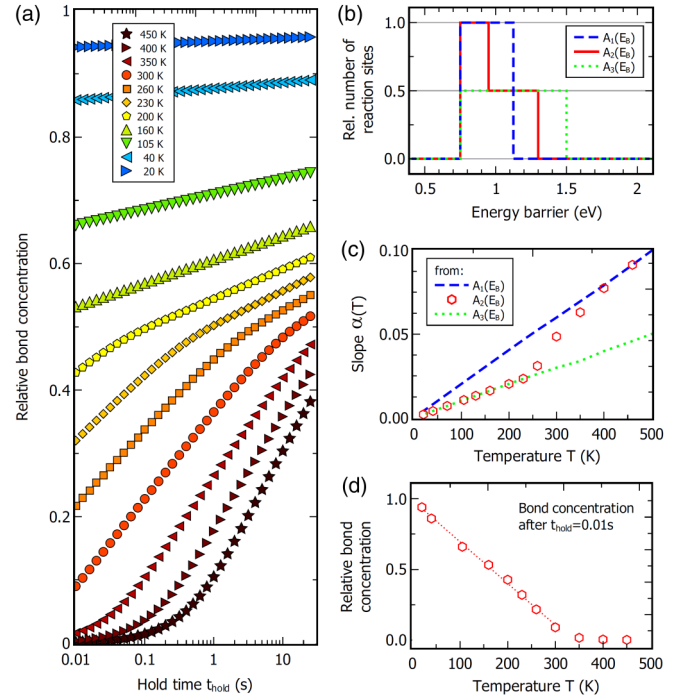 (a)
1
0.8
0.6
0.4
0.2
0
Relative bond concentration
450 K
400 K
350 K
300 K
260 K
230 K
200 K
160 K
105 K
40 K
20 K
0.01
0.1
1
10
Hold time t_hold (s)
(b)
1.0
0.5
0.0
Rel. number of
reaction sites
A₁(E_B)
A₂(E_B)
A₃(E_B)
0.5
1.0
1.5
2.0
Energy barrier (eV)
(c)
0.10
0.05
0.00
Slope α(T)
from:
A₁(E_B)
A₂(E_B)
A₃(E_B)
0
100
200
300
400
500
Temperature T (K)
(d)
1.0
0.5
0.0
Relative bond
concentration
Bond concentration
after t_hold=0.01s
0
100
200
300
400
500
Temperature T (K)